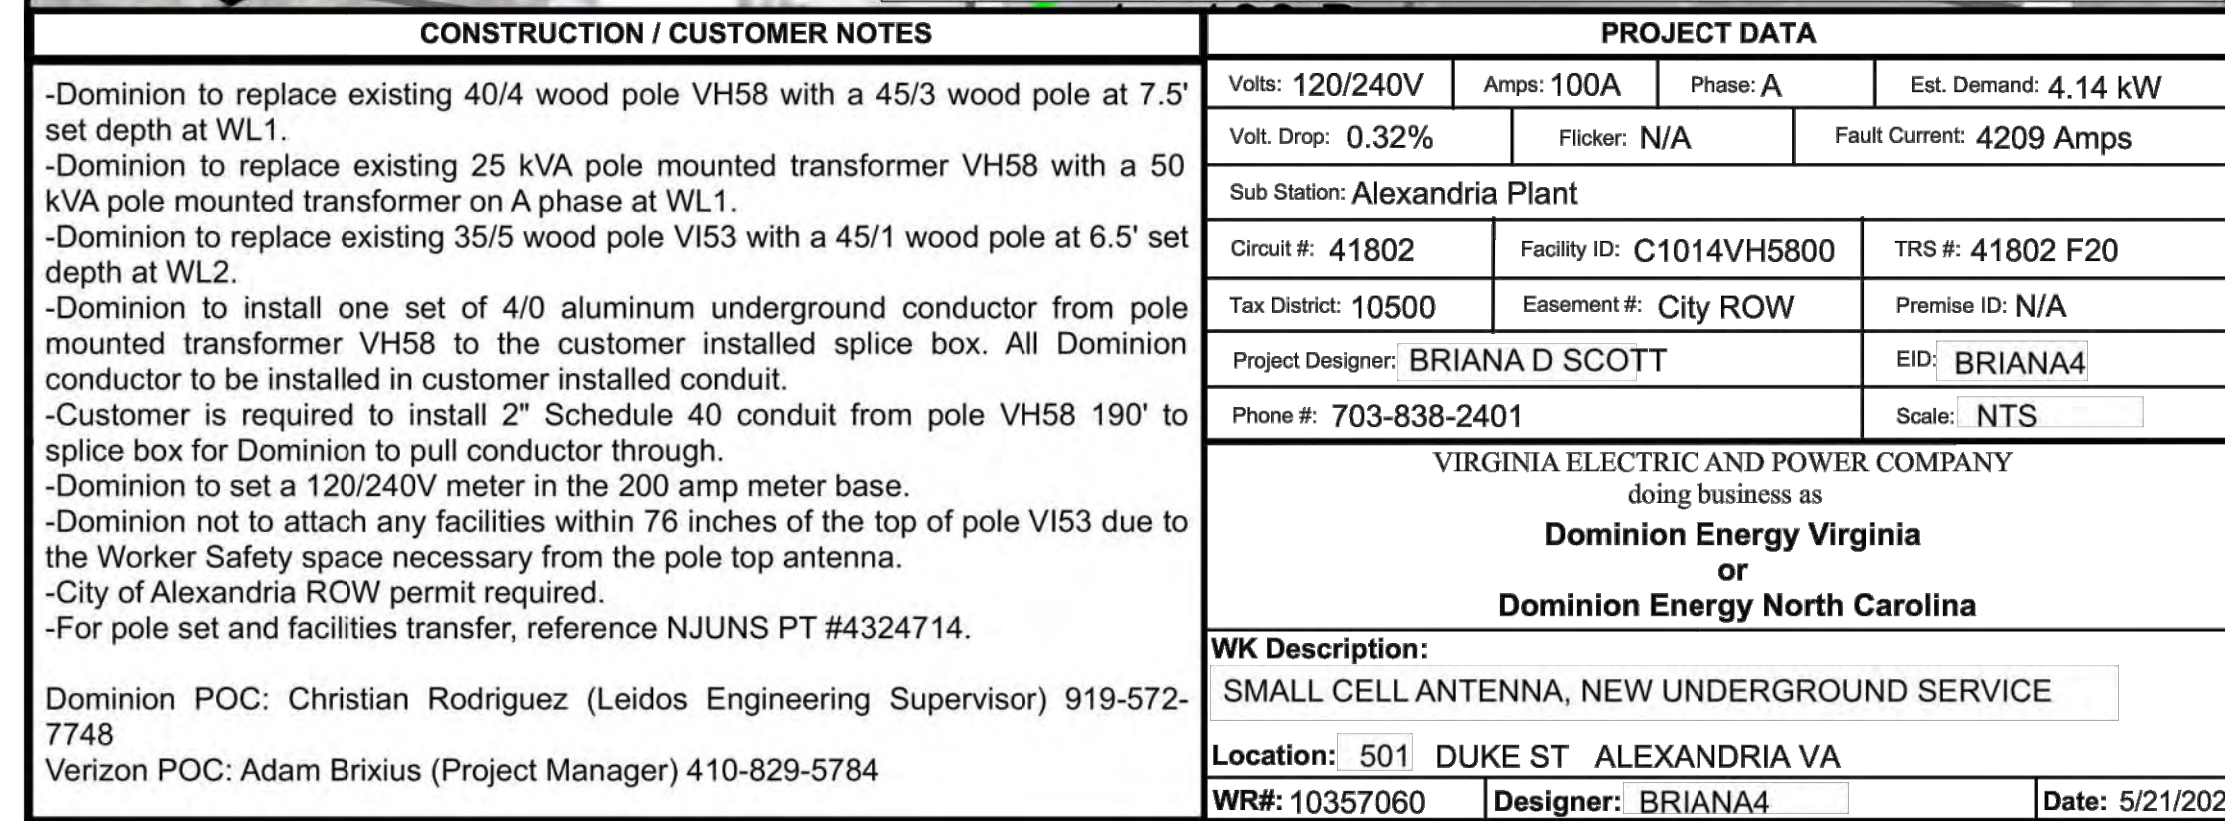 CONSTRUCTION / CUSTOMER NOTES
-Dominion to replace existing 40/4 wood pole VH58 with a 45/3 wood pole at 7.5'
set depth at WL1.
-Dominion to replace existing 25 kVA pole mounted transformer VH58 with a 50
kVA pole mounted transformer on A phase at WL1.
-Dominion to replace existing 35/5 wood pole VI53 with a 45/1 wood pole at 6.5' set
depth at WL2.
-Dominion to install one set of 4/0 aluminum underground conductor from pole
mounted transformer VH58 to the customer installed splice box. All Dominion
conductor to be installed in customer installed conduit.
-Customer is required to install 2" Schedule 40 conduit from pole VH58 190' to
splice box for Dominion to pull conductor through.
-Dominion to set a 120/240V meter in the 200 amp meter base.
-Dominion not to attach any facilities within 76 inches of the top of pole VI53 due to
the Worker Safety space necessary from the pole top antenna.
-City of Alexandria ROW permit required.
-For pole set and facilities transfer, reference NJUNS PT #4324714.
Dominion POC: Christian Rodriguez (Leidos Engineering Supervisor) 919-572-
7748
Verizon POC: Adam Brixius (Project Manager) 410-829-5784
PROJECT DATA
Volts: 120/240V Amps: 100A Phase: A Est. Demand: 4.14 kW
Volt. Drop: 0.32% Flicker: N/A Fault Current: 4209 Amps
Sub Station: Alexandria Plant
Circuit #: 41802 Facility ID: C1014VH5800 TRS #: 41802 F20
Tax District: 10500 Easement #: City ROW Premise ID: N/A
Project Designer: BRIANA D SCOTT EID: BRIANA4
Phone #: 703-838-2401 Scale: NTS
VIRGINIA ELECTRIC AND POWER COMPANY
doing business as
Dominion Energy Virginia
or
Dominion Energy North Carolina
WK Description:
SMALL CELL ANTENNA, NEW UNDERGROUND SERVICE
Location: 501 DUKE ST ALEXANDRIA VA
WR#: 10357060 Designer: BRIANA4 Date: 5/21/202